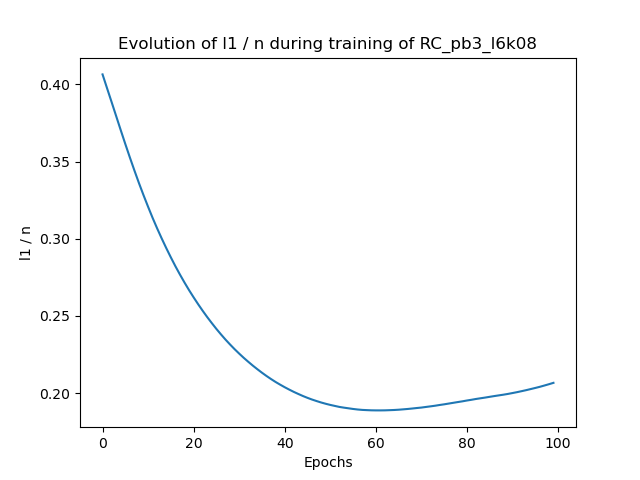 Evolution of l1 / n during training of RC_pb3_l6k08
0.40
0.35
0.30
0.25
0.20
l1 / n
0 20 40 60 80 100
Epochs